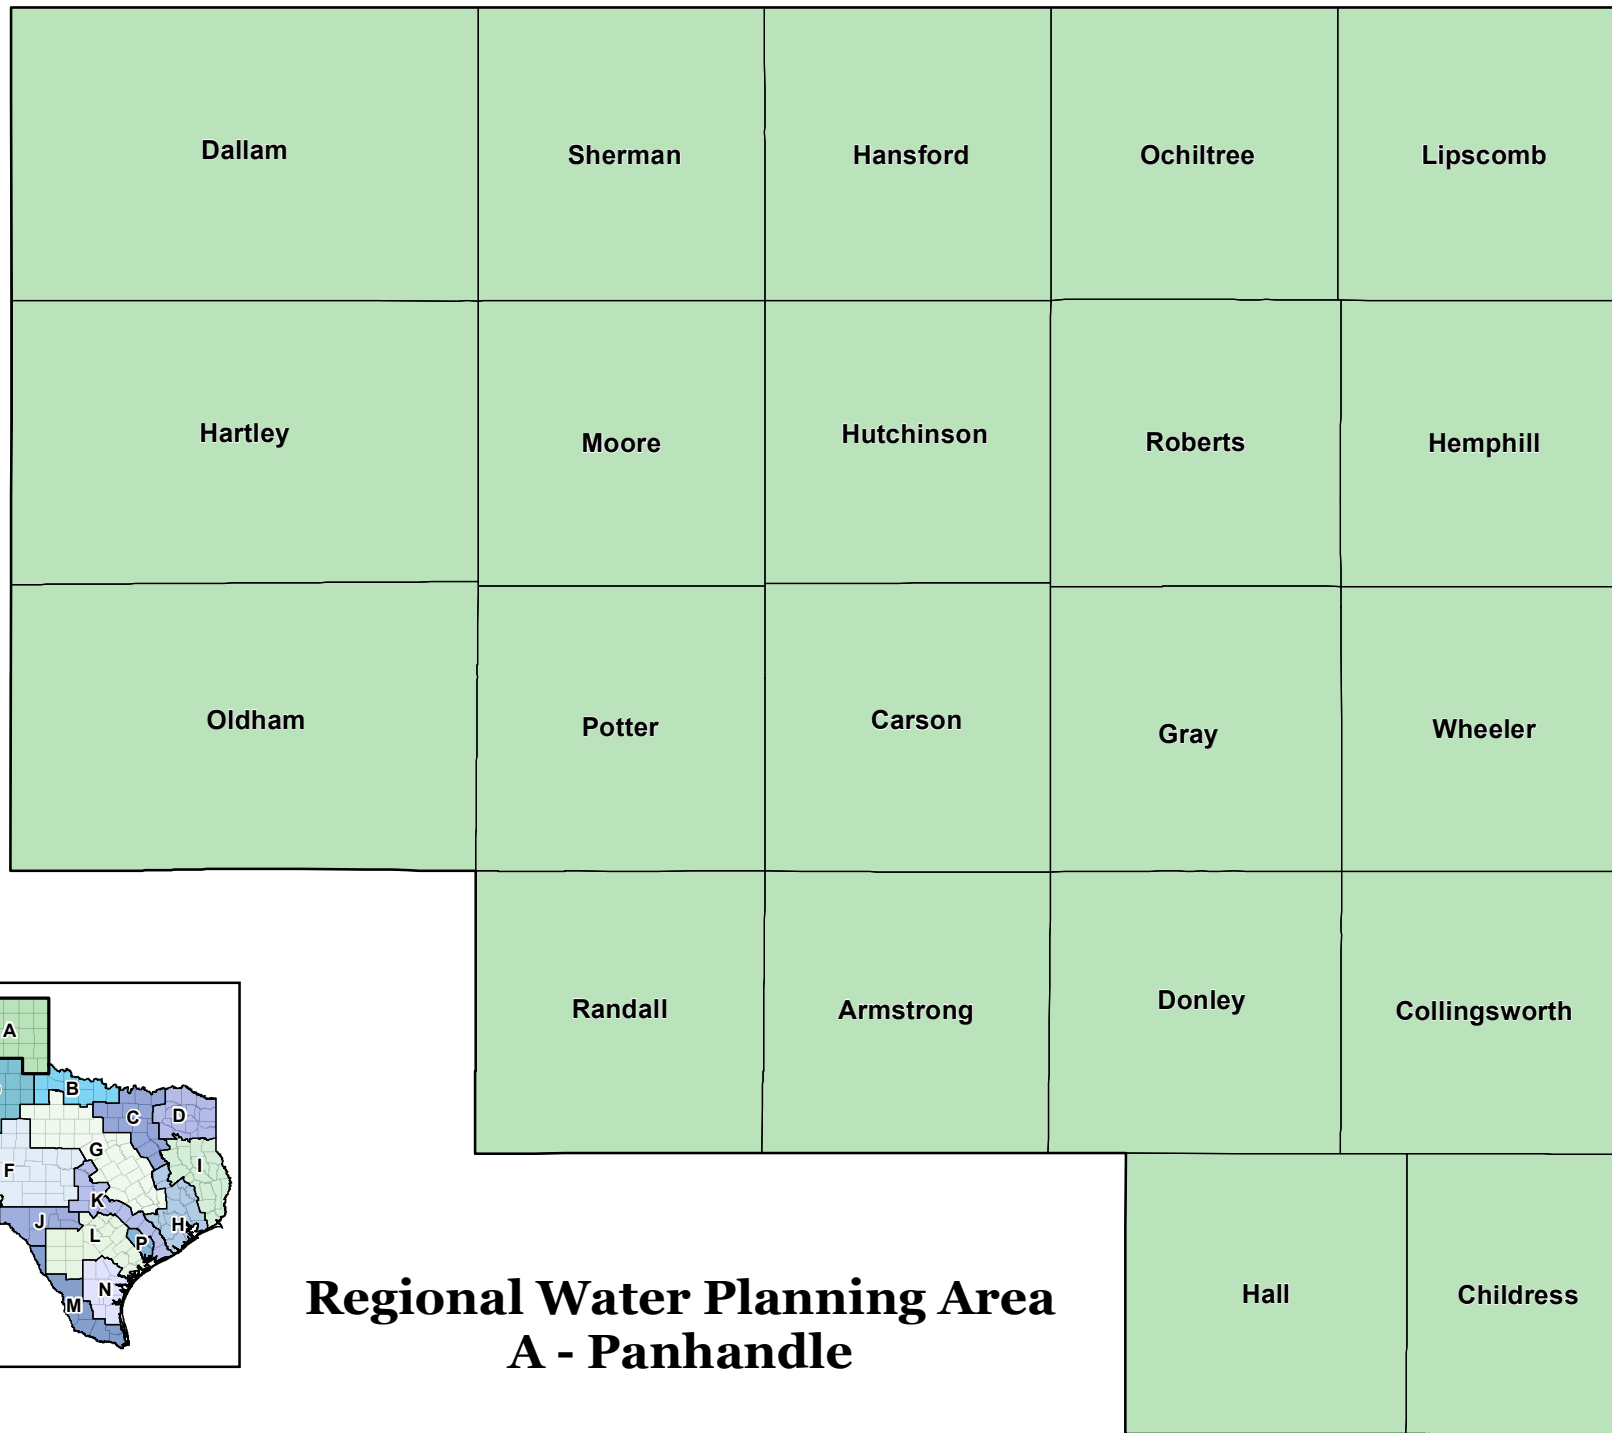 Dallam
Sherman
Hansford
Ochiltree
Lipscomb
Hartley
Moore
Hutchinson
Roberts
Hemphill
Oldham
Potter
Carson
Gray
Wheeler
Randall
Armstrong
Donley
Collingsworth
Hall
Childress
A
B
C
D
G
I
F
K
J
H
L
P
N
M
Regional Water Planning Area
A - Panhandle